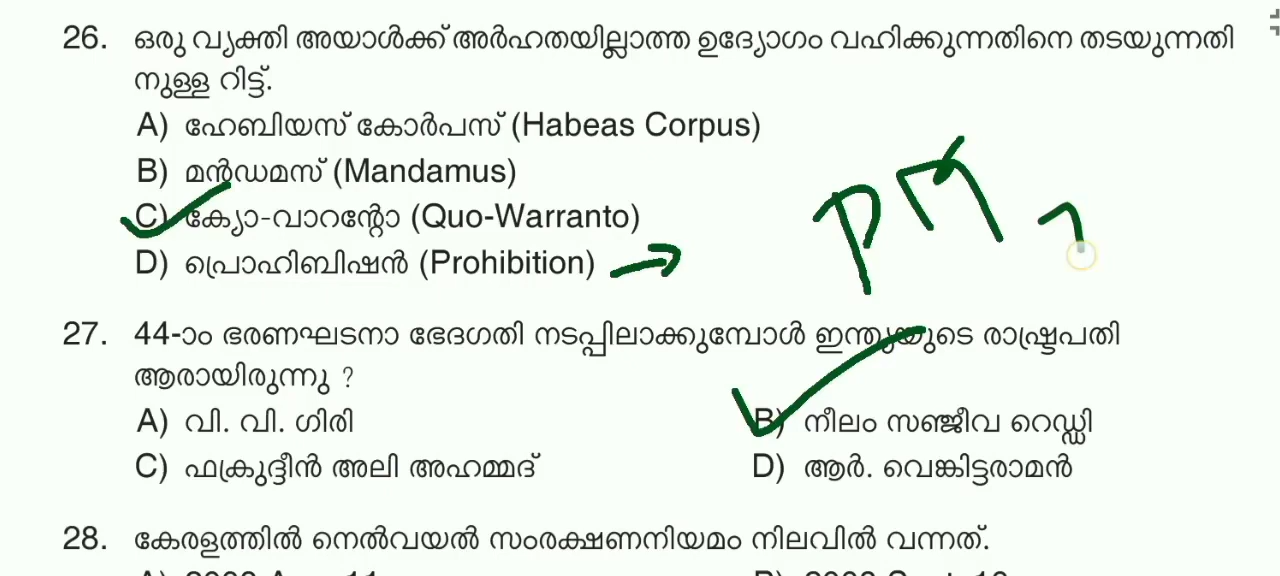 26. ഒരു വ്യക്തി അയാൾക്ക് അർഹതയില്ലാത്ത ഉദ്യോഗം വഹിക്കുന്നതിനെ തടയുന്നതി
നുള്ള റിട്ട്.
A) ഹേബിയസ് കോർപസ് (Habeas Corpus)
B) മൻഡമസ് (Mandamus)
C) ക്യോ-വാറന്റോ (Quo-Warranto)
D) പ്രൊഹിബിഷൻ (Prohibition)
PM
27. 44-ാം ഭരണഘടനാ ഭേദഗതി നടപ്പിലാക്കുമ്പോൾ ഇന്ത്യയുടെ രാഷ്ട്രപതി
ആരായിരുന്നു ?
A) വി. വി. ഗിരി B) നീലം സഞ്ജീവ റെഡ്ഡി
C) ഫക്രുദ്ദീൻ അലി അഹമ്മദ് D) ആർ. വെങ്കിട്ടരാമൻ
28. കേരളത്തിൽ നെൽവയൽ സംരക്ഷണനിയമം നിലവിൽ വന്നത്.